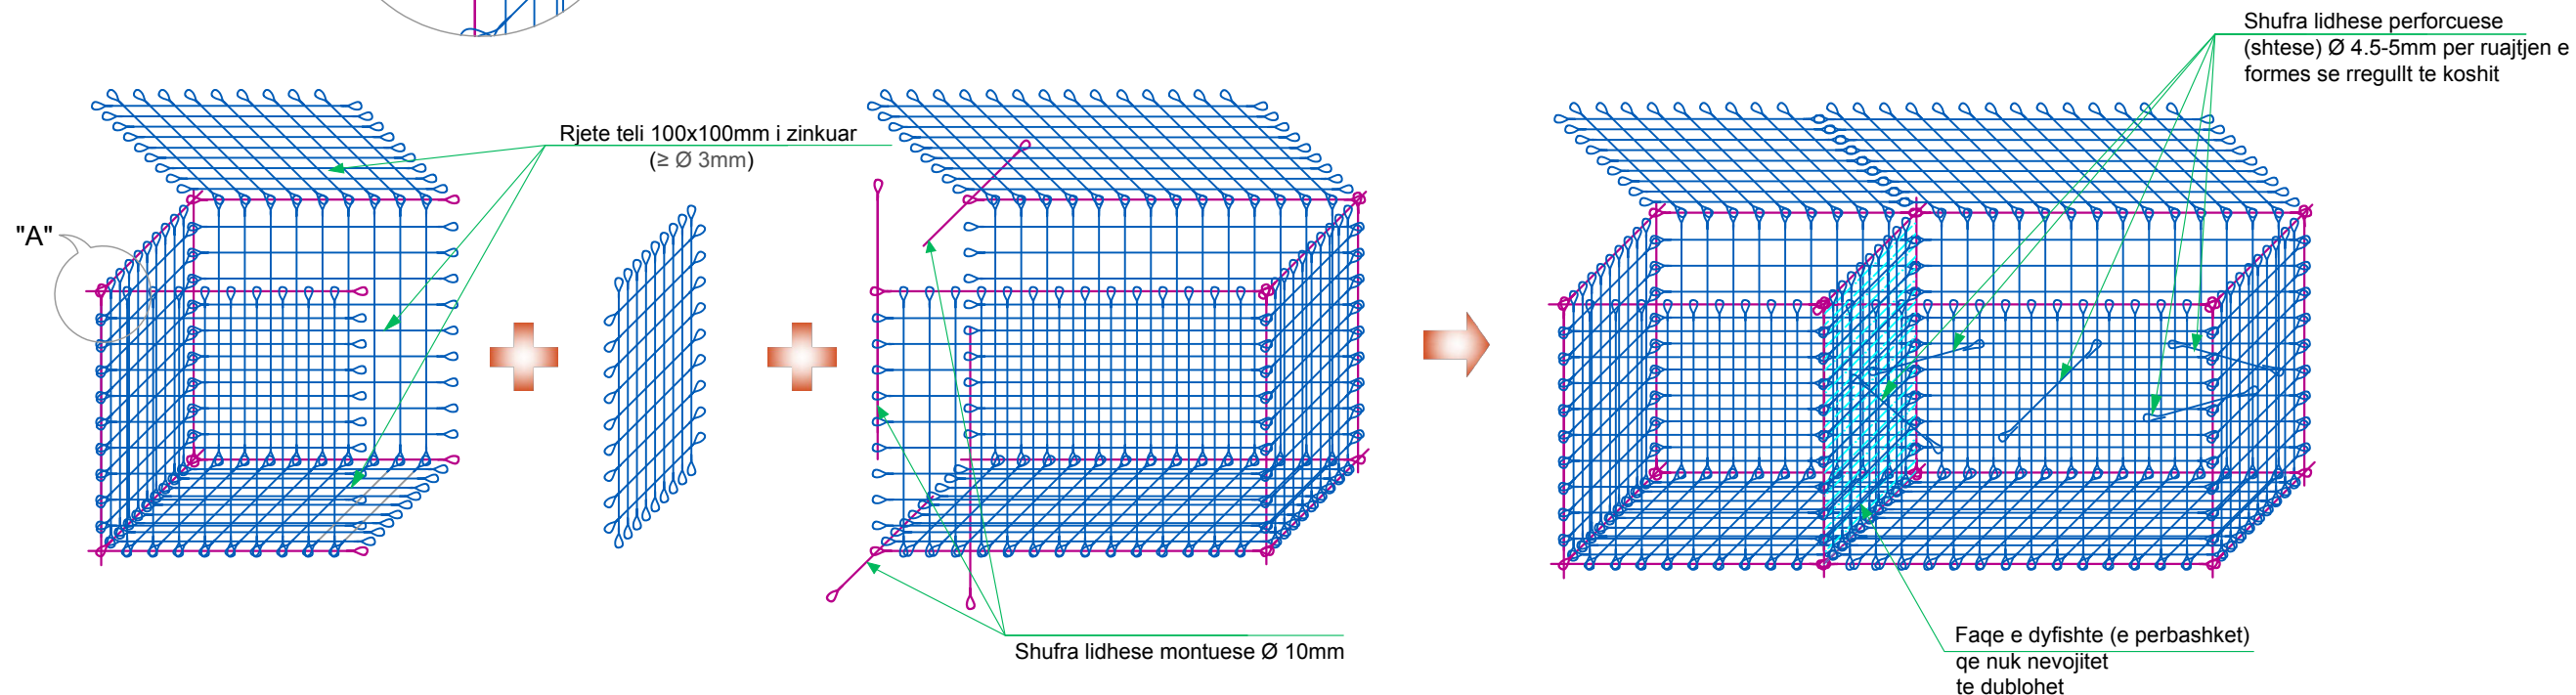 Shufra lidhese perforcuese
(shtese) Ø 4.5-5mm per ruajtjen e
formes se rregullt te koshit
Rjete teli 100x100mm i zinkuar
(≥ Ø 3mm)
"A"
Shufra lidhese montuese Ø 10mm
Faqe e dyfishte (e perbashket)
qe nuk nevojitet
te dublohet